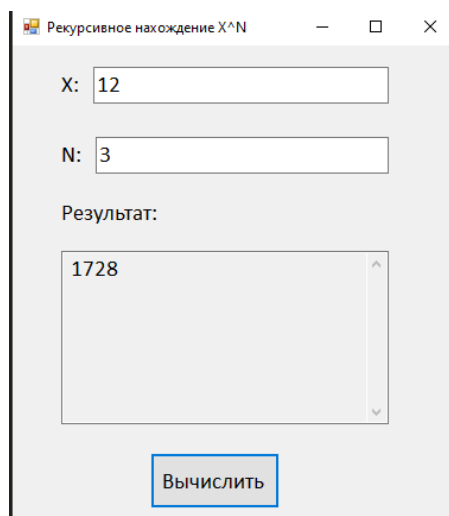 Рекурсивное нахождение X^N
X: 12
N: 3
Результат:
1728
Вычислить